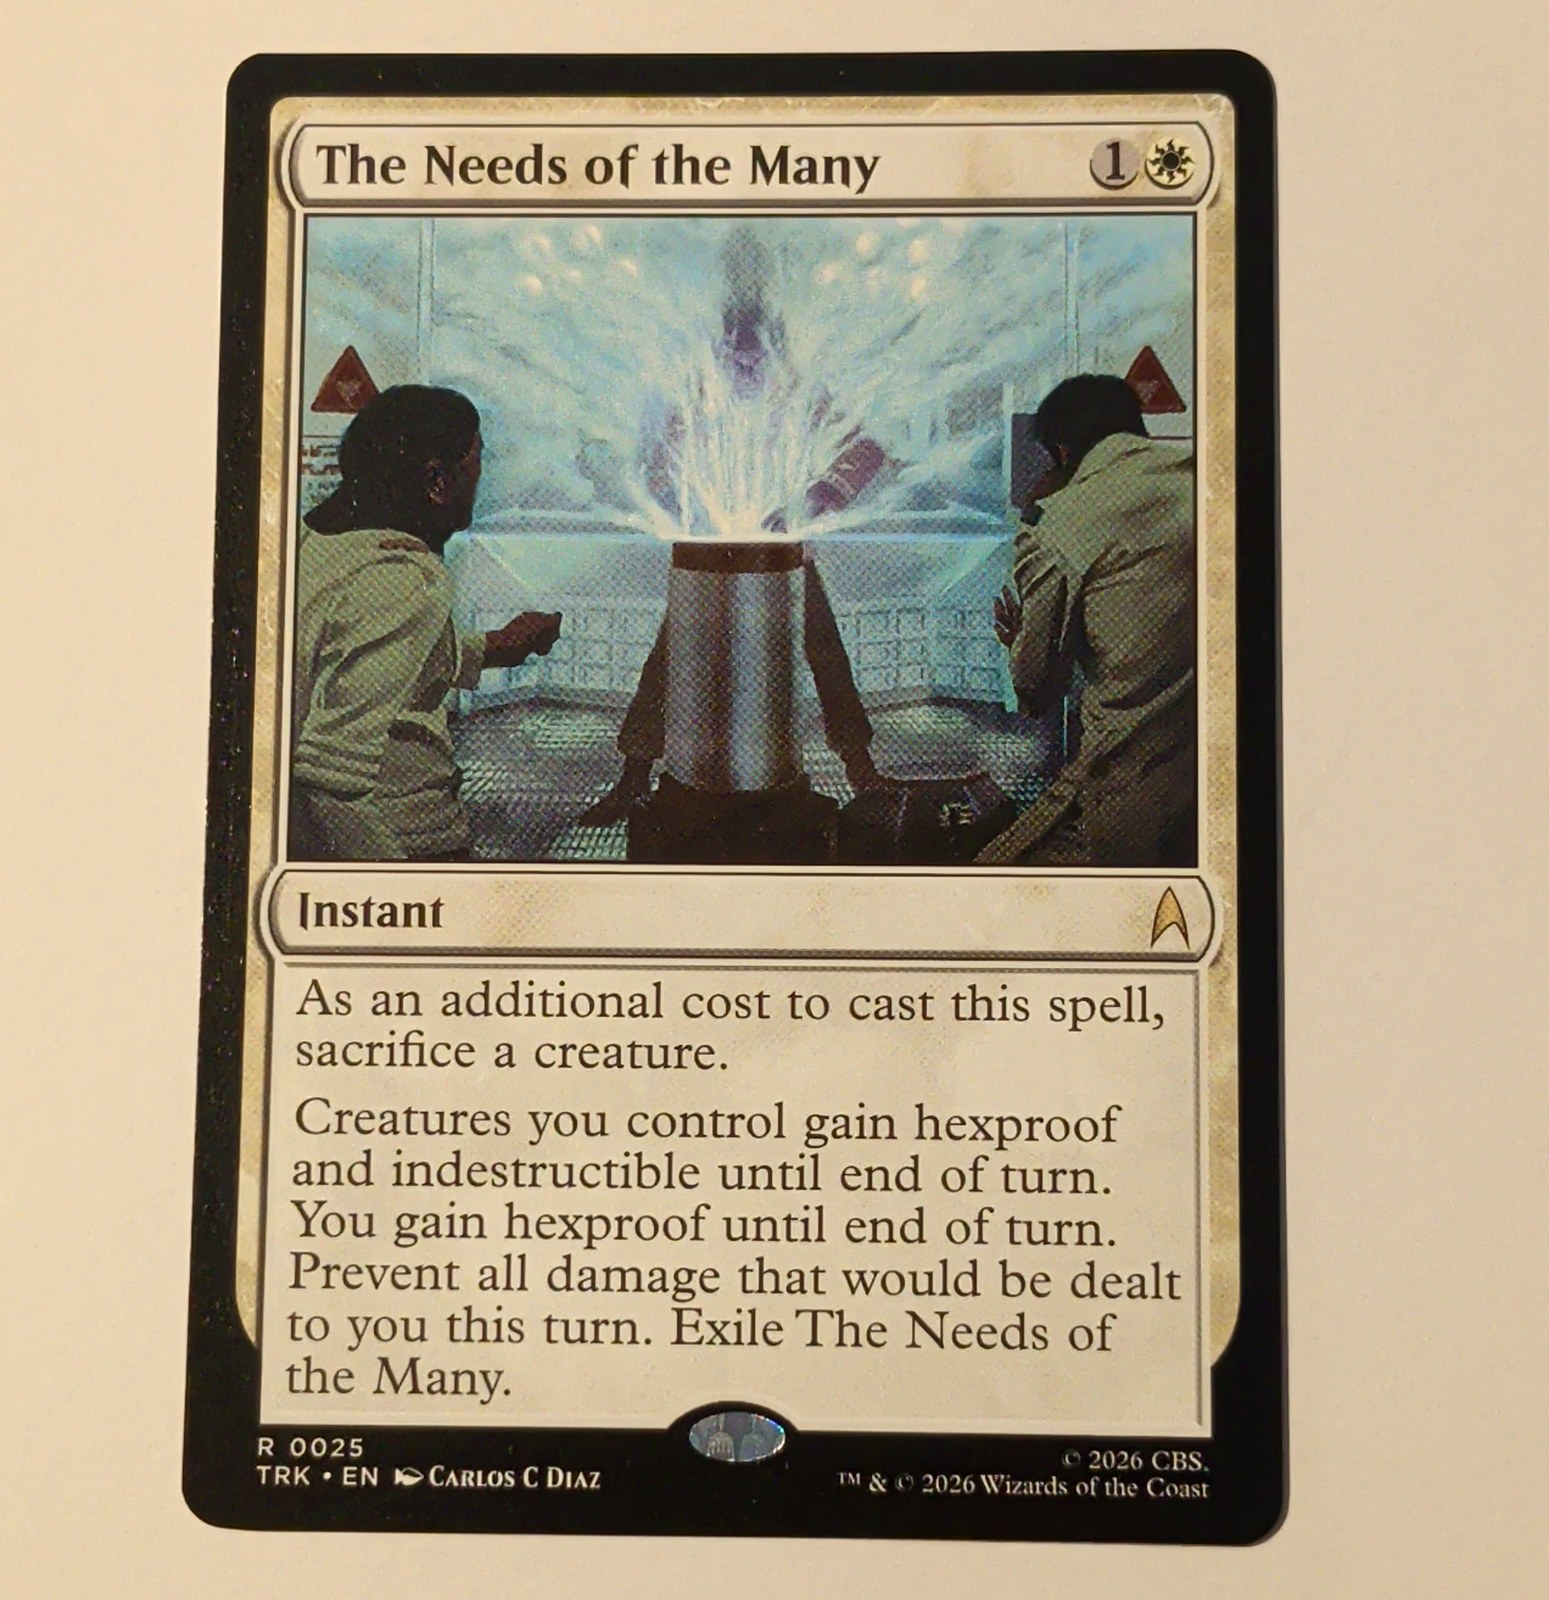 The Needs of the Many 1
Instant
As an additional cost to cast this spell,
sacrifice a creature.
Creatures you control gain hexproof
and indestructible until end of turn.
You gain hexproof until end of turn.
Prevent all damage that would be dealt
to you this turn. Exile The Needs of
the Many.
R 0025
TRK • EN CARLOS C DIAZ
© 2026 CBS.
™ & © 2026 Wizards of the Coast